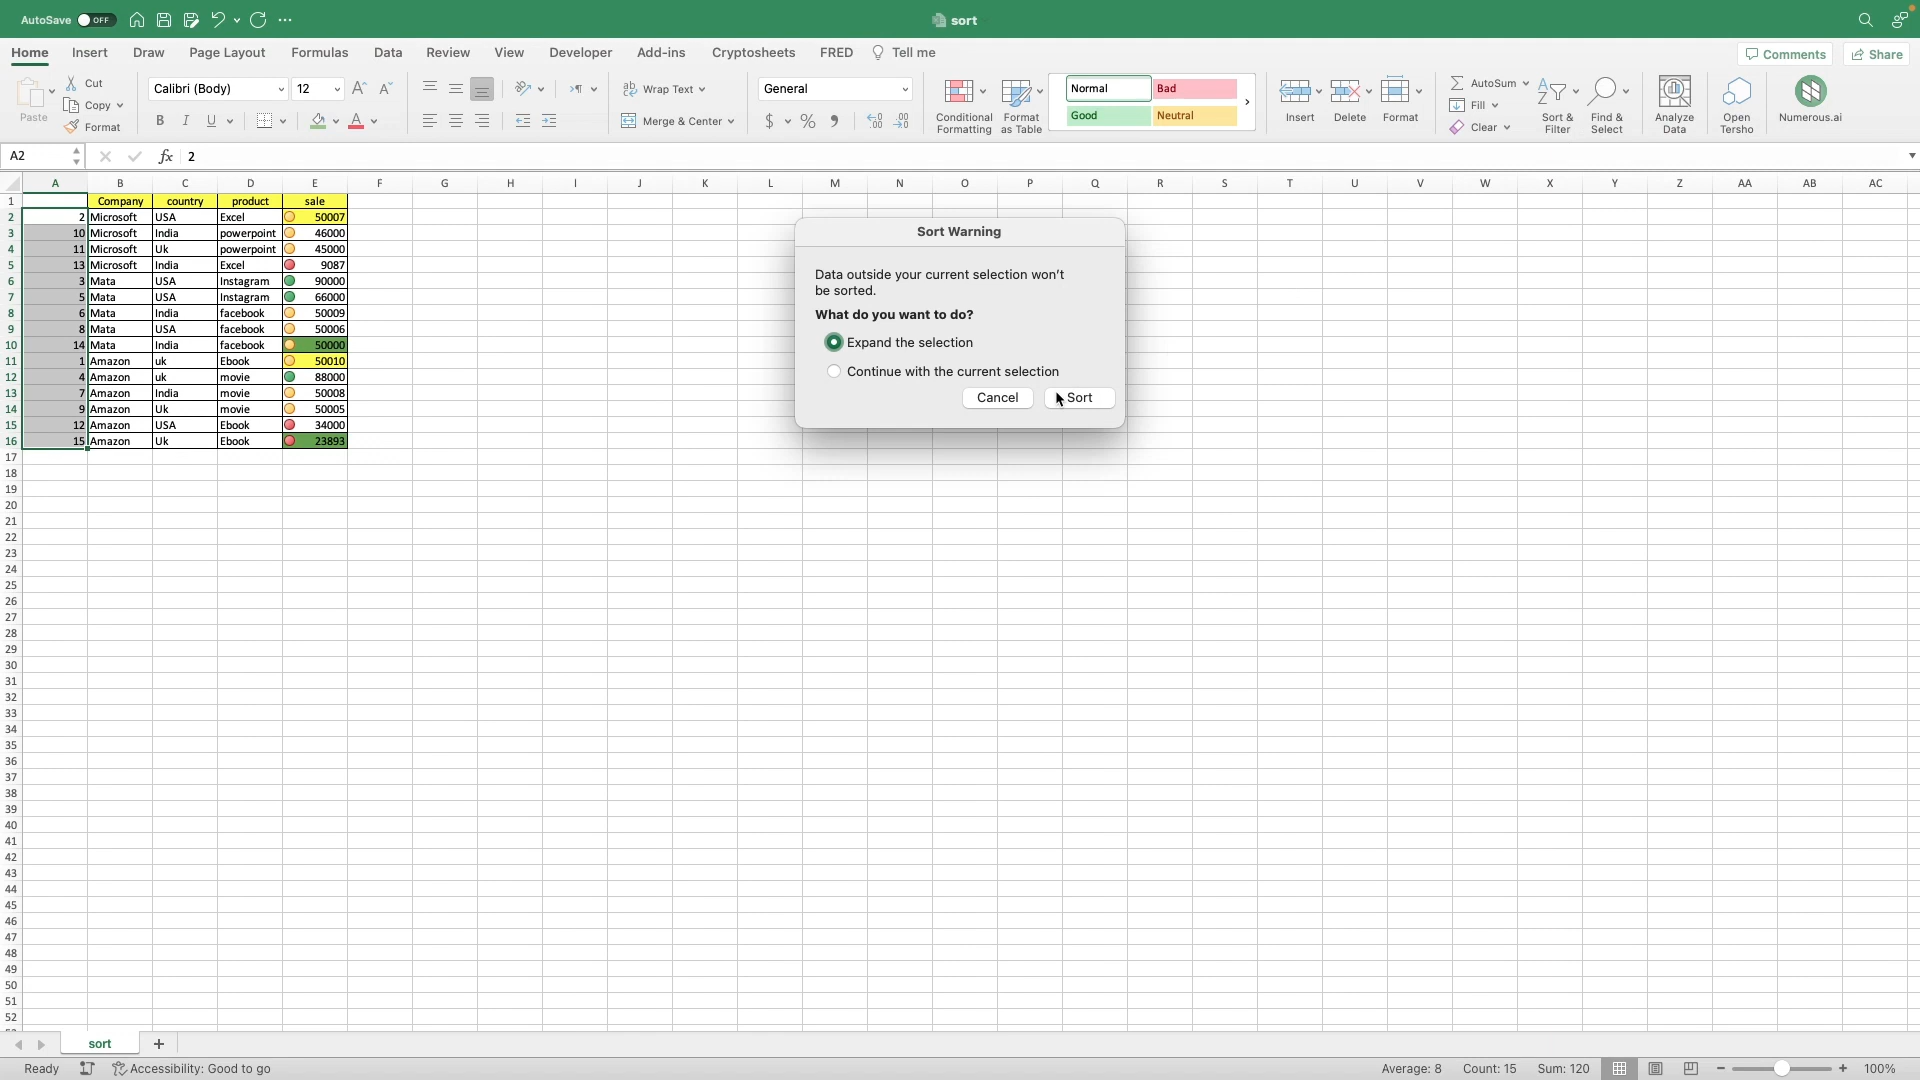 AutoSave OFF
sort
Home Insert Draw Page Layout Formulas Data Review View Developer Add-ins Cryptosheets FRED Tell me Comments Share
Paste Cut Copy Format
Calibri (Body) 12
B I U
Wrap Text
Merge & Center
General
$ % 9
Conditional Formatting
Format as Table
Normal Bad
Good Neutral
Insert Delete Format
AutoSum
Fill
Clear
Sort & Filter
Find & Select
Analyze Data
Open Tersho
Numerous.ai
A2 fx 2
A B C D E F G H I J K L M N O P Q R S T U V W X Y Z AA AB AC
1 Company country product sale
2 2 Microsoft USA Excel 50007
3 10 Microsoft India powerpoint 46000
4 11 Microsoft Uk powerpoint 45000
5 13 Microsoft India Excel 9087
6 3 Mata USA Instagram 90000
7 5 Mata USA Instagram 66000
8 6 Mata India facebook 50009
9 8 Mata USA facebook 50006
10 14 Mata India facebook 50000
11 1 Amazon uk Ebook 50010
12 4 Amazon uk movie 88000
13 7 Amazon India movie 50008
14 9 Amazon Uk movie 50005
15 12 Amazon USA Ebook 34000
16 15 Amazon Uk Ebook 23893
17
18
19
20
21
22
23
24
25
26
27
28
29
30
31
32
33
34
35
36
37
38
39
40
41
42
43
44
45
46
47
48
49
50
51
52
Sort Warning
Data outside your current selection won't
be sorted.
What do you want to do?
Expand the selection
Continue with the current selection
Cancel Sort
sort +
Ready Accessibility: Good to go Average: 8 Count: 15 Sum: 120 − + 100%